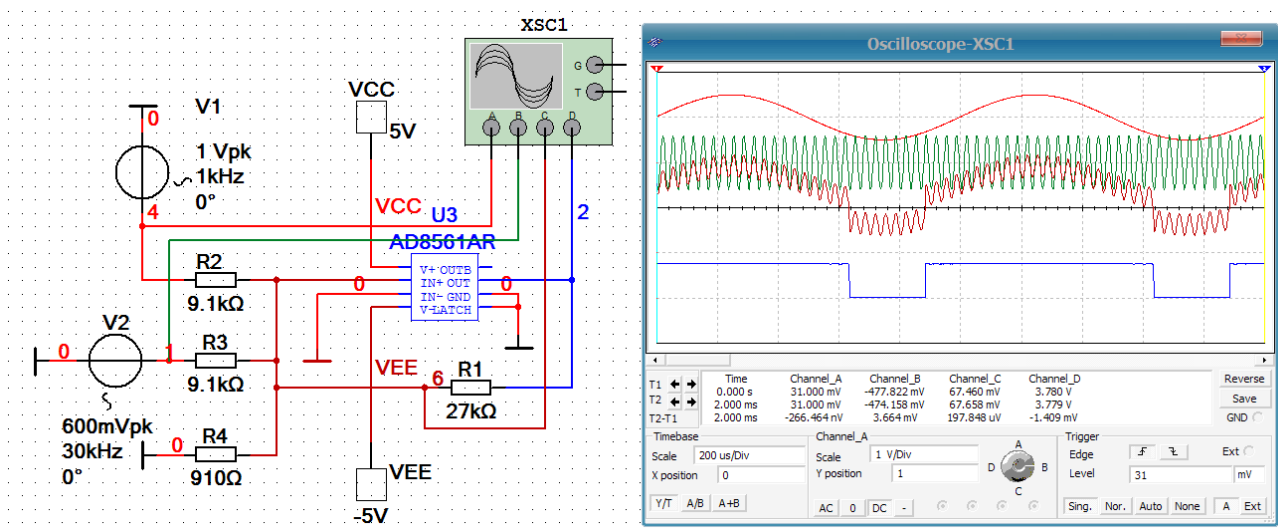 XSC1
G
T
A B C D
V1
0
1 Vpk
1kHz
0°
4
VCC
5V
VCC
U3
2
AD8561AR
V+ OUTB
IN+ OUT
IN- GND
V-LATCH
0
0
R2
9.1kΩ
V2
0
1
R3
9.1kΩ
600mVpk
30kHz
0°
0
R4
910Ω
VEE
6
R1
27kΩ
VEE
-5V
Oscilloscope-XSC1
1
2
T1
T2
T2-T1
Time Channel_A Channel_B Channel_C Channel_D
0.000 s 31.000 mV -477.822 mV 67.460 mV 3.780 V
2.000 ms 31.000 mV -474.158 mV 67.658 mV 3.779 V
2.000 ms -266.464 nV 3.664 mV 197.848 uV -1.409 mV
Reverse
Save
GND
Timebase
Scale 200 us/Div
X position 0
Y/T A/B A+B
Channel_A
Scale 1 V/Div
Y position 1
AC 0 DC -
A
D B
C
Trigger
Edge Ext
Level 31 mV
Sing. Nor. Auto None A Ext